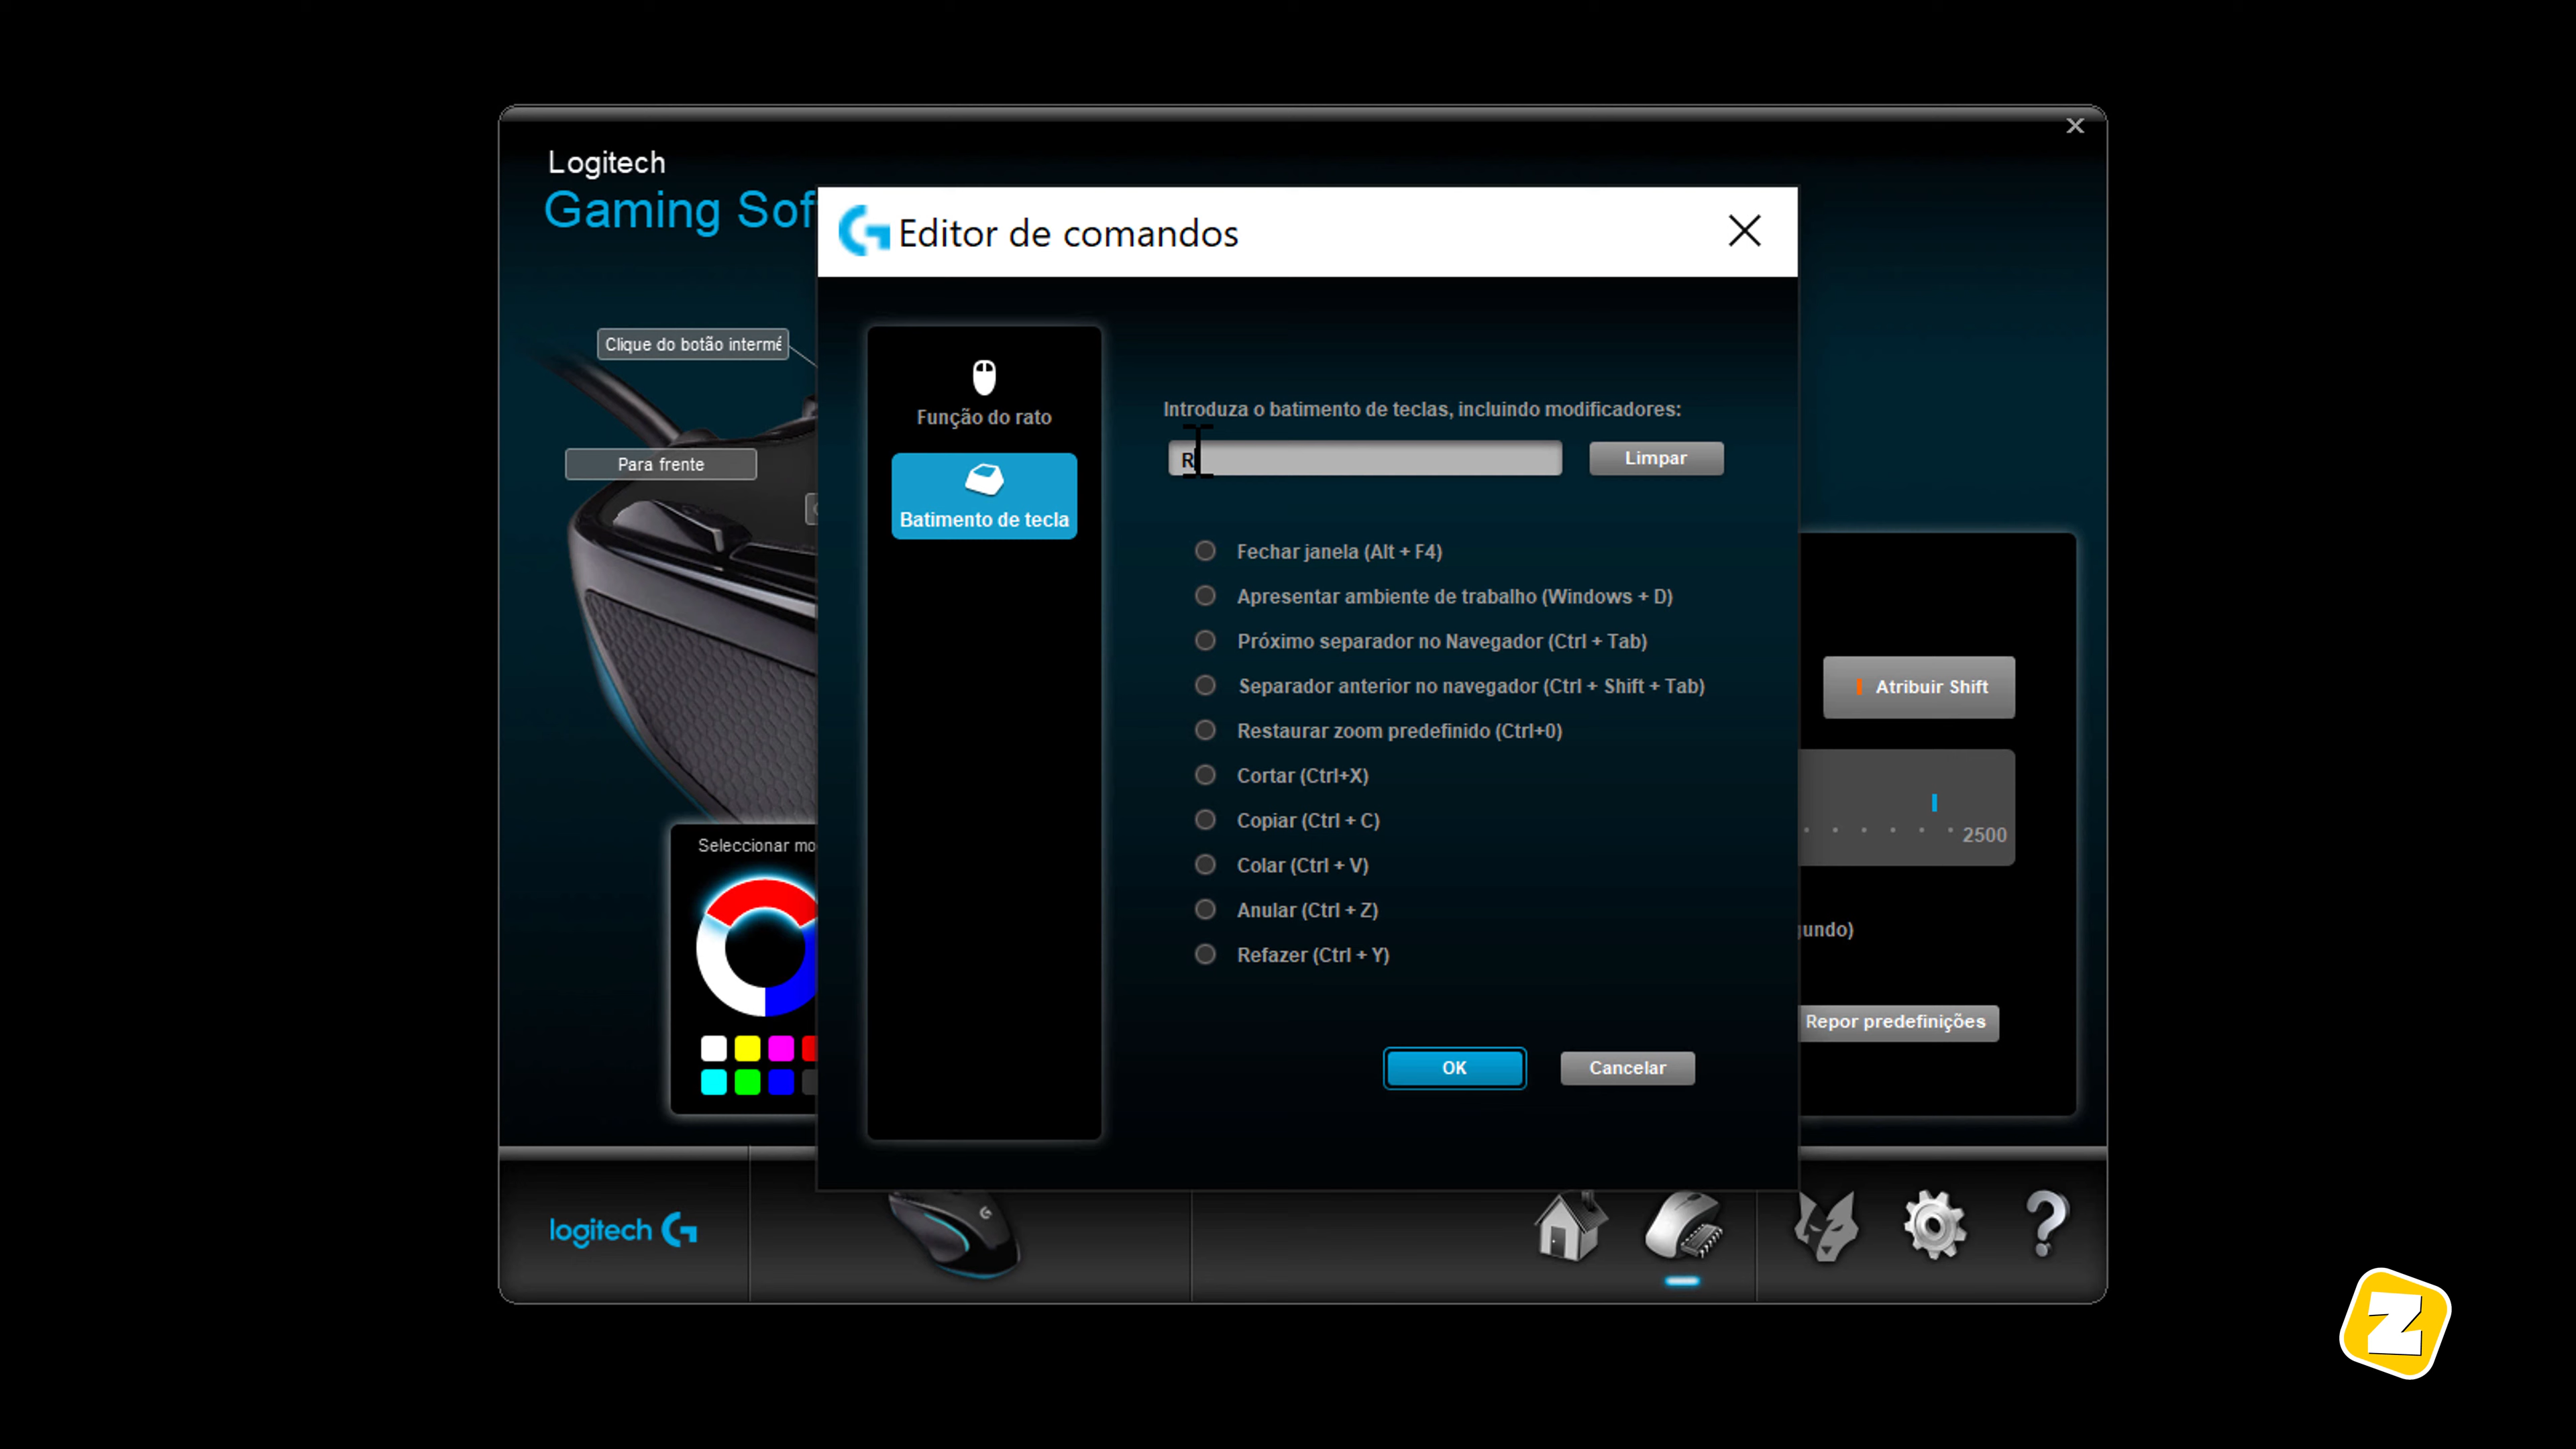 Logitech
Gaming Sof
Editor de comandos
Clique do botão intermé
Para frente
Função do rato
Batimento de tecla
Introduza o batimento de teclas, incluindo modificadores:
R
Limpar
Fechar janela (Alt + F4)
Apresentar ambiente de trabalho (Windows + D)
Próximo separador no Navegador (Ctrl + Tab)
Separador anterior no navegador (Ctrl + Shift + Tab)
Restaurar zoom predefinido (Ctrl+0)
Cortar (Ctrl+X)
Copiar (Ctrl + C)
Colar (Ctrl + V)
Anular (Ctrl + Z)
Refazer (Ctrl + Y)
OK
Cancelar
Atribuir Shift
2500
gundo)
Repor predefinições
Seleccionar mo
logitech G
Z